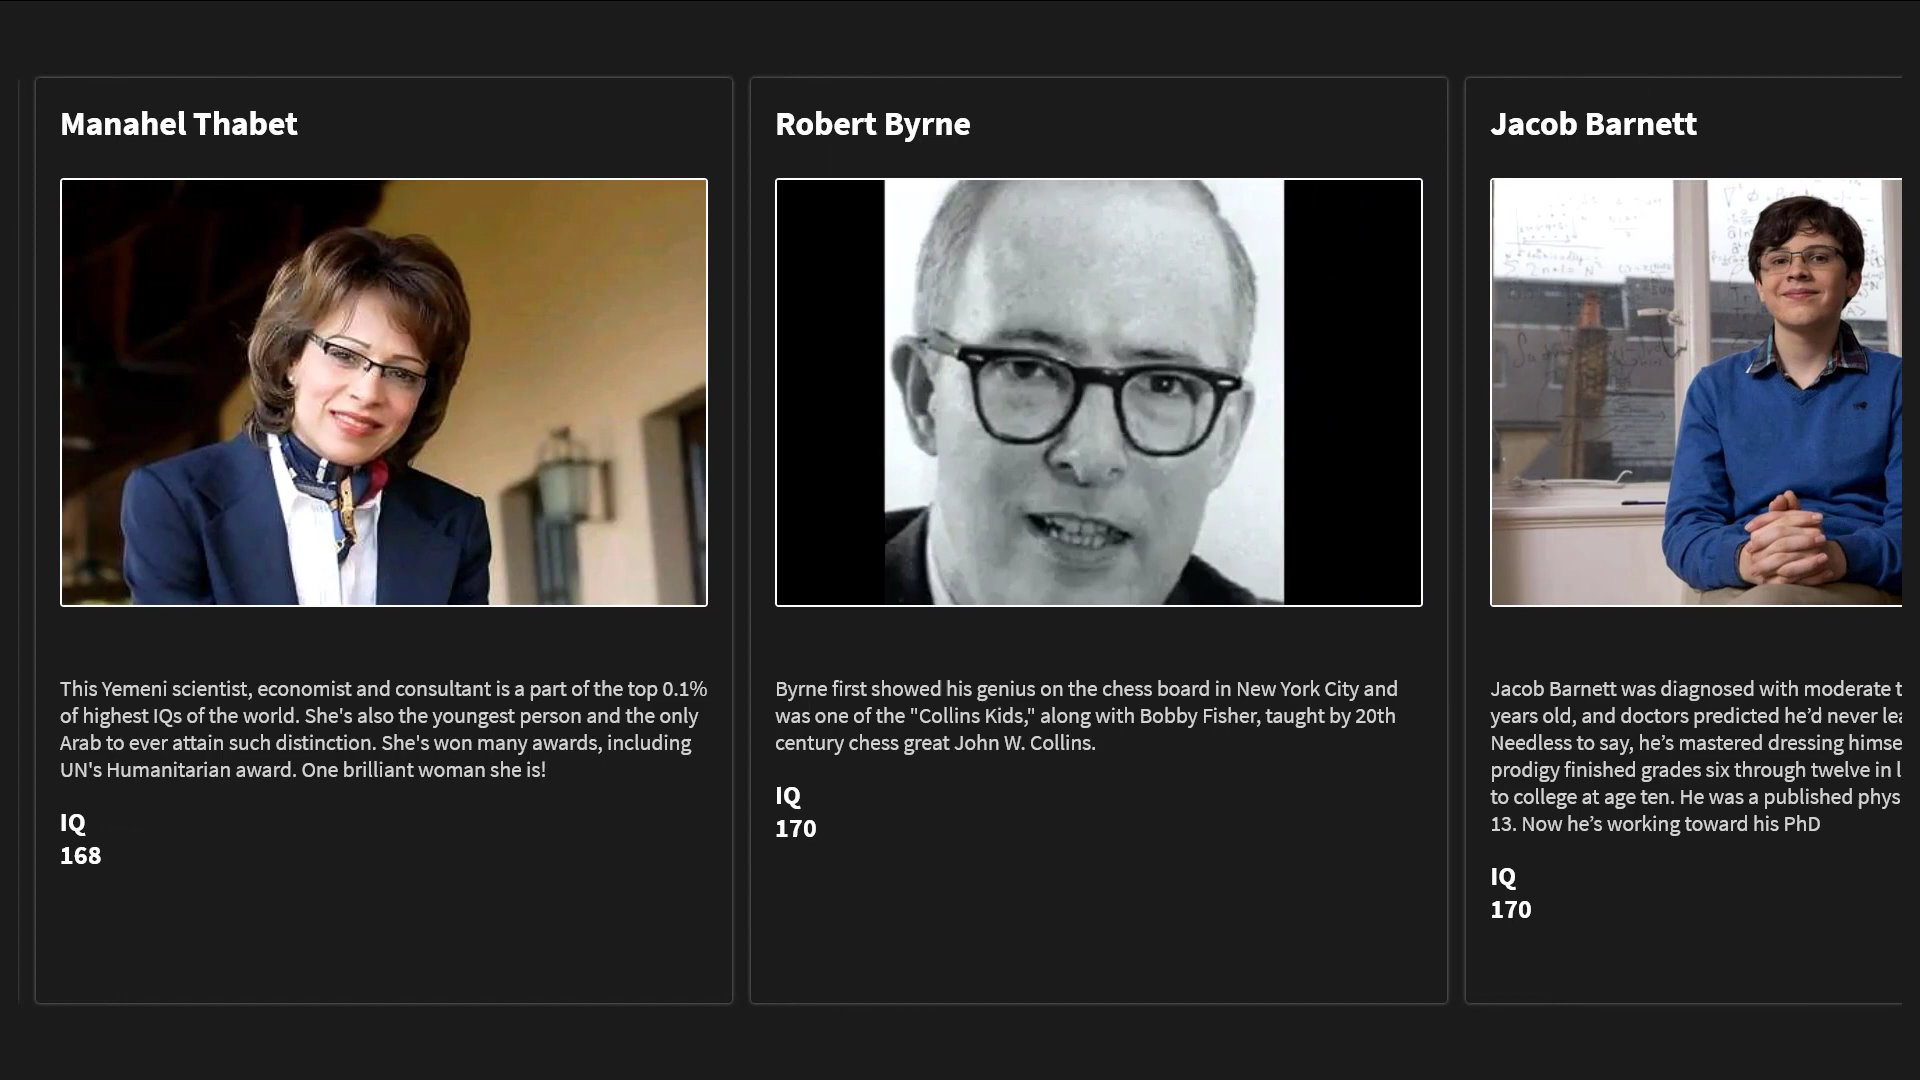 Manahel Thabet
This Yemeni scientist, economist and consultant is a part of the top 0.1%
of highest IQs of the world. She's also the youngest person and the only
Arab to ever attain such distinction. She's won many awards, including
UN's Humanitarian award. One brilliant woman she is!
IQ
168
Robert Byrne
Byrne first showed his genius on the chess board in New York City and
was one of the "Collins Kids," along with Bobby Fisher, taught by 20th
century chess great John W. Collins.
IQ
170
Jacob Barnett
Jacob Barnett was diagnosed with moderate
years old, and doctors predicted he’d never
Needless to say, he’s mastered dressing
prodigy finished grades six through twelve in
to college at age ten. He was a published
13. Now he’s working toward his PhD
IQ
170